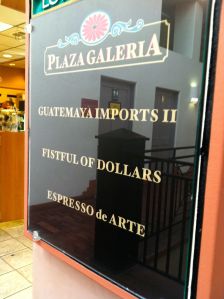 PLAZA GALERIA
GUATEMAYA IMPORTS II
FISTFUL OF DOLLARS
ESPRESSO de ARTE